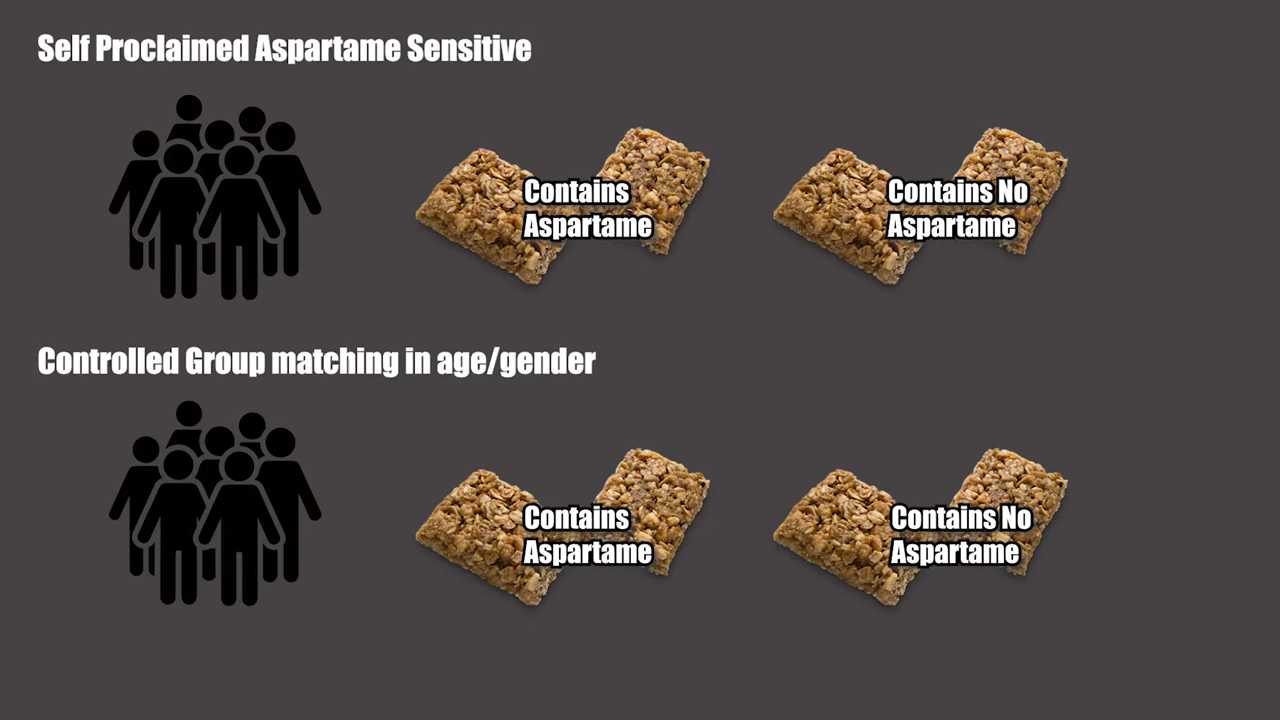 Self Proclaimed Aspartame Sensitive
Contains
Aspartame
Contains No
Aspartame
Controlled Group matching in age/gender
Contains
Aspartame
Contains No
Aspartame